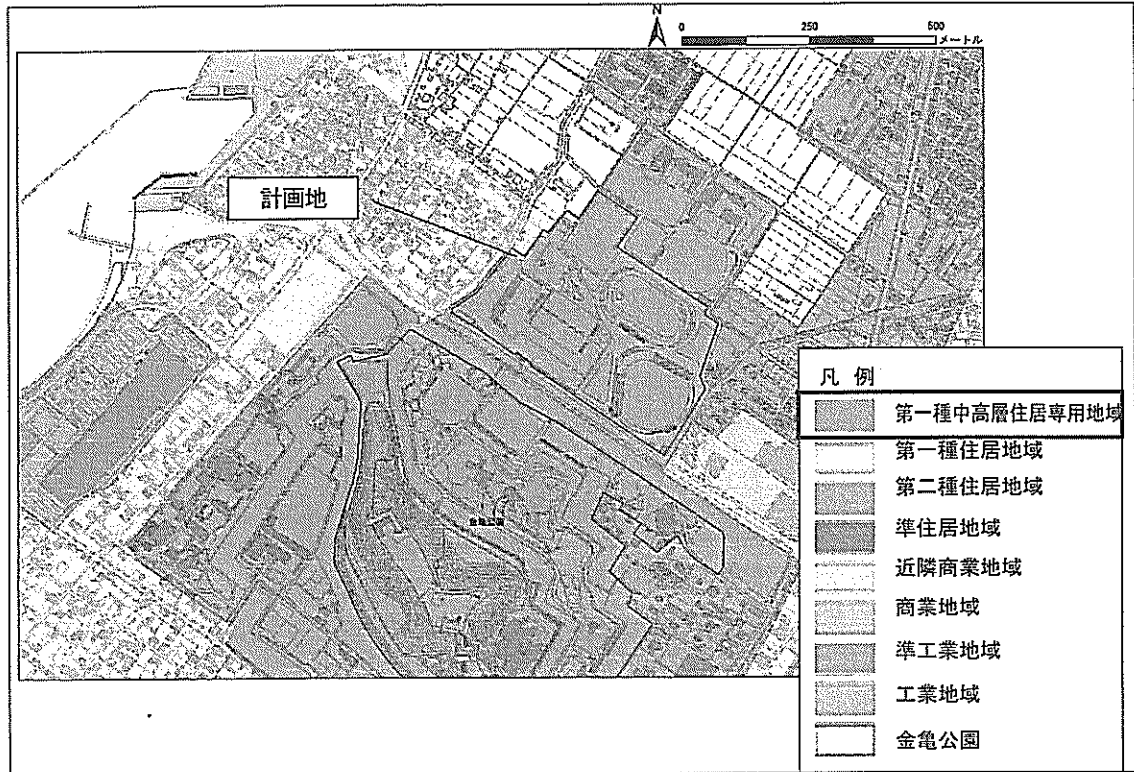 N
0 250 500
メートル
計画地
金亀公園
凡例
第一種中高層住居専用地域
第一種住居地域
第二種住居地域
準住居地域
近隣商業地域
商業地域
準工業地域
工業地域
金亀公園